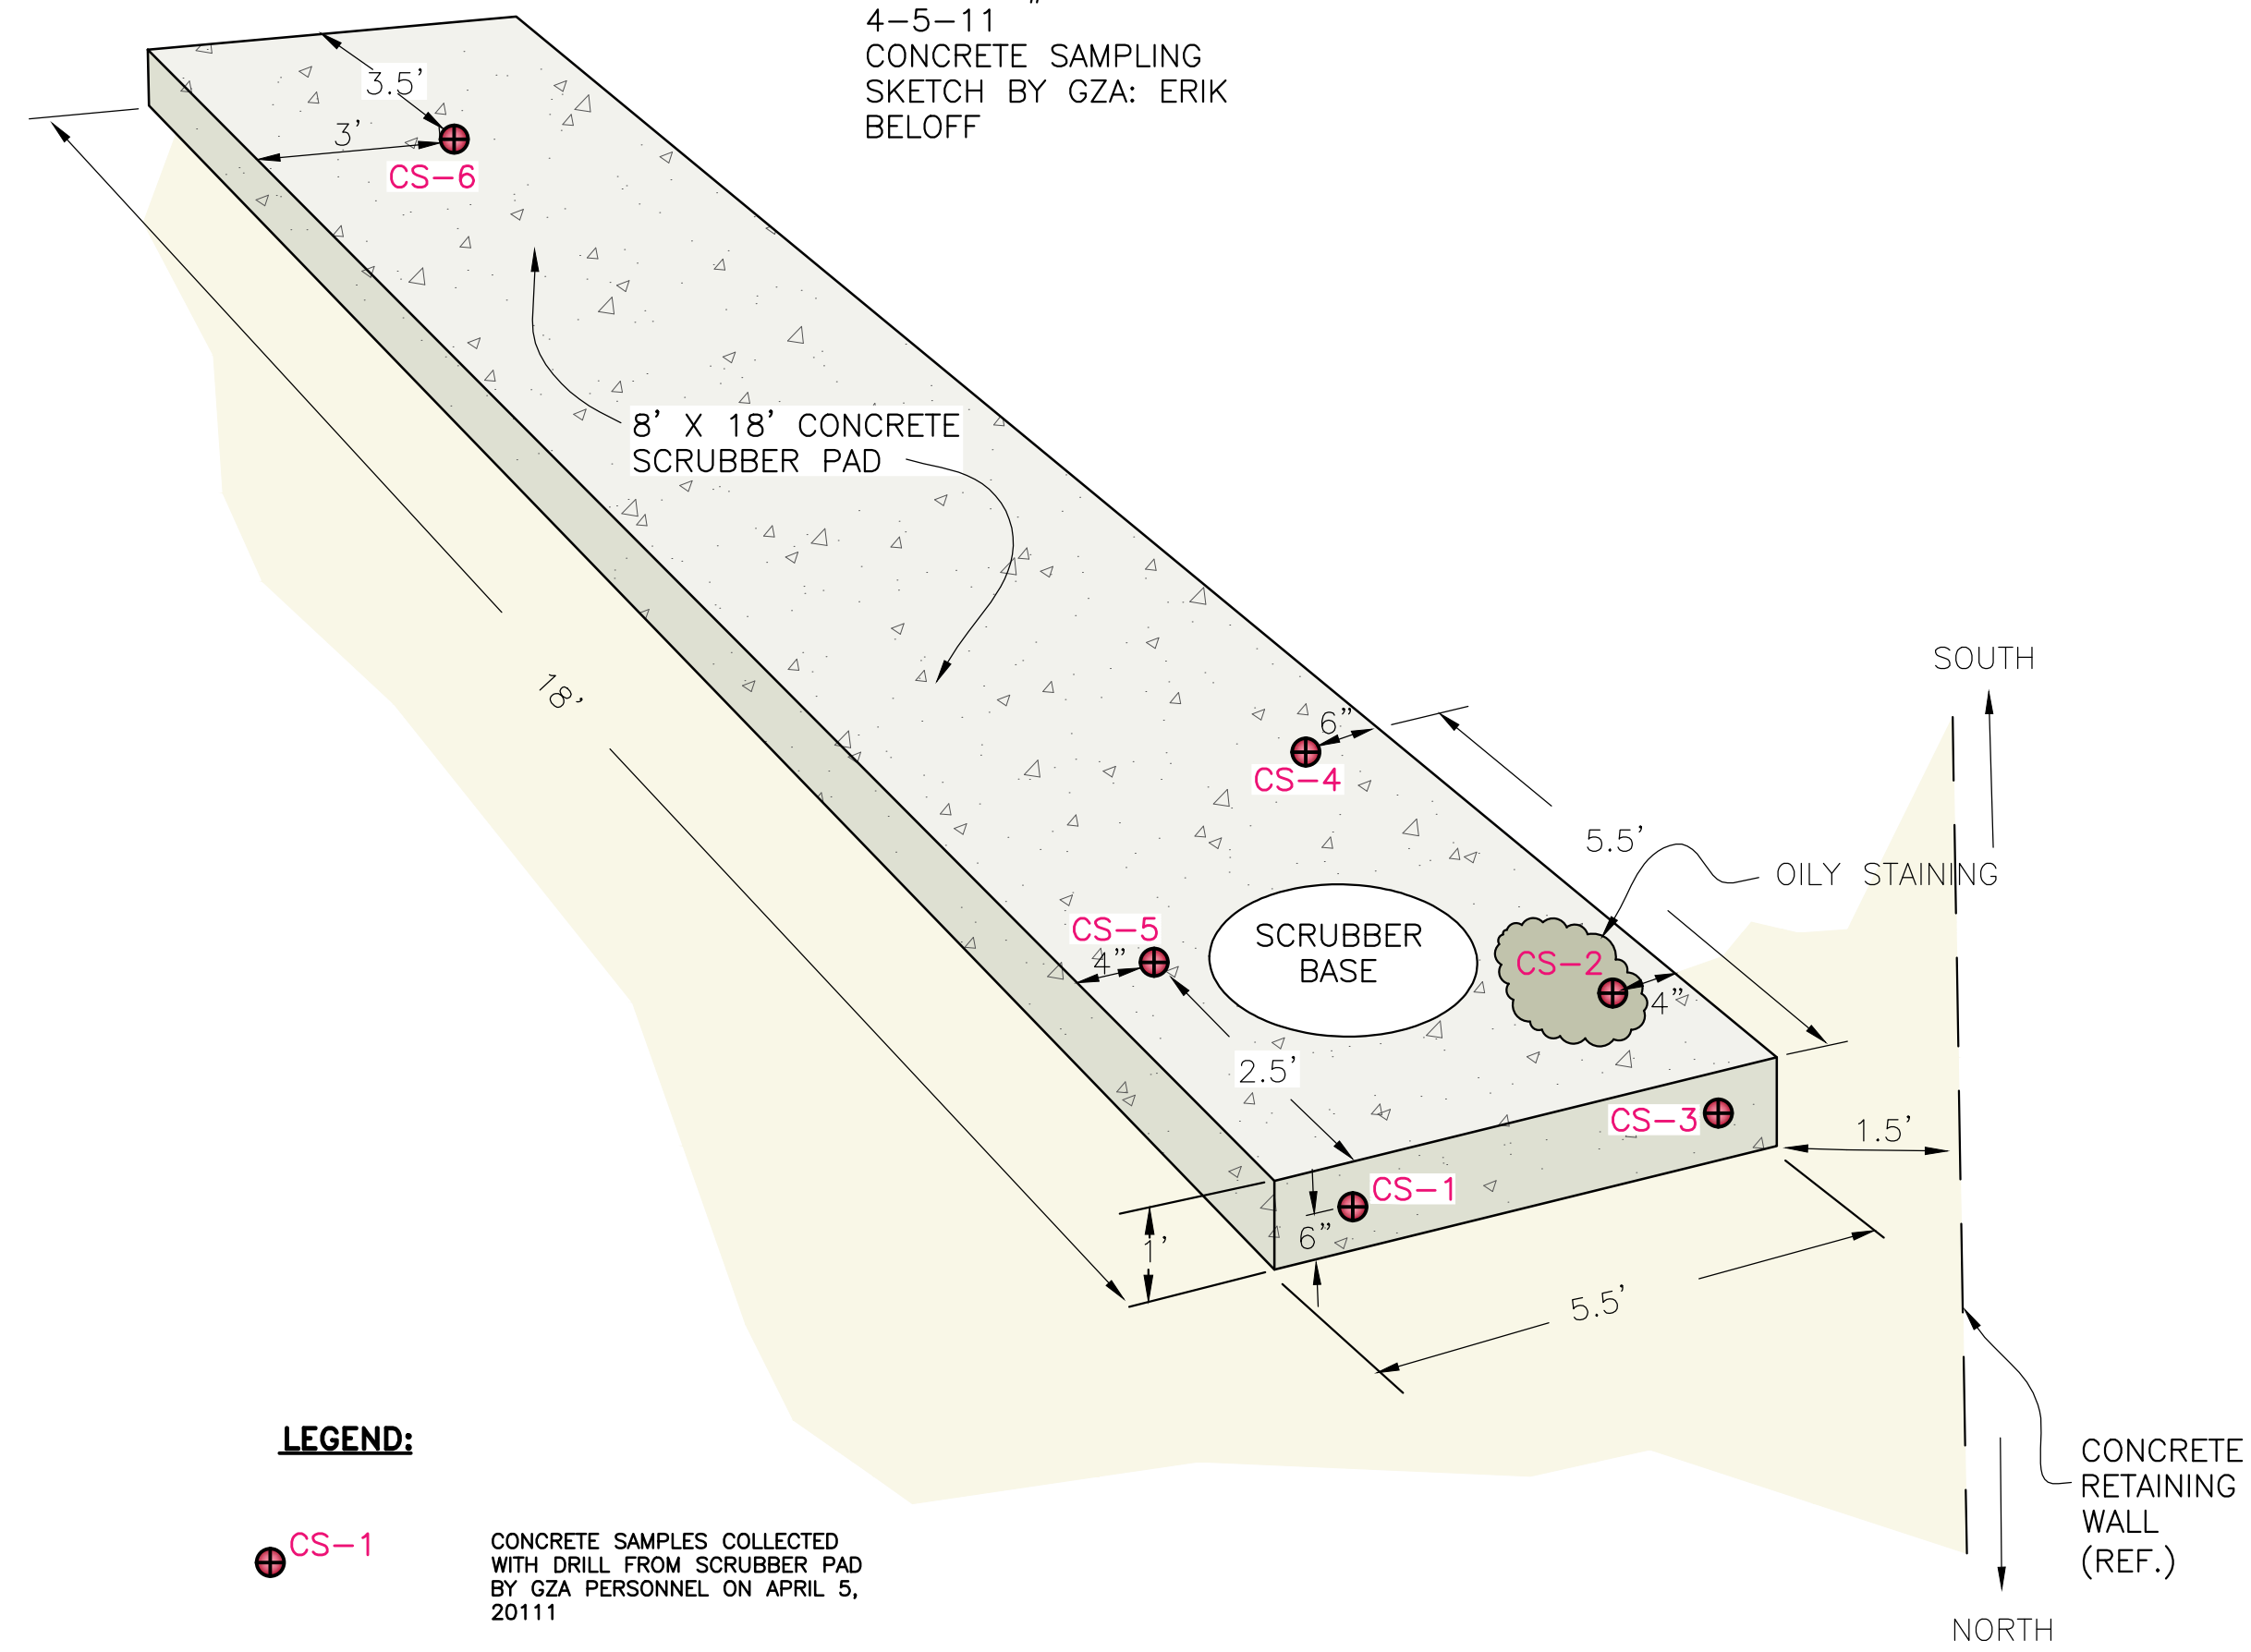 4-5-11
CONCRETE SAMPLING
SKETCH BY GZA: ERIK
BELOFF
3.5'
3'
CS-6
8' X 18' CONCRETE
SCRUBBER PAD
18'
SOUTH
6"
CS-4
5.5'
OILY STAINING
CS-5
4"
SCRUBBER
BASE
CS-2
4"
2.5'
CS-3
1.5'
CS-1
6"
1'
5.5'
CONCRETE
RETAINING
WALL
(REF.)
NORTH
LEGEND:
CS-1
CONCRETE SAMPLES COLLECTED
WITH DRILL FROM SCRUBBER PAD
BY GZA PERSONNEL ON APRIL 5,
20111